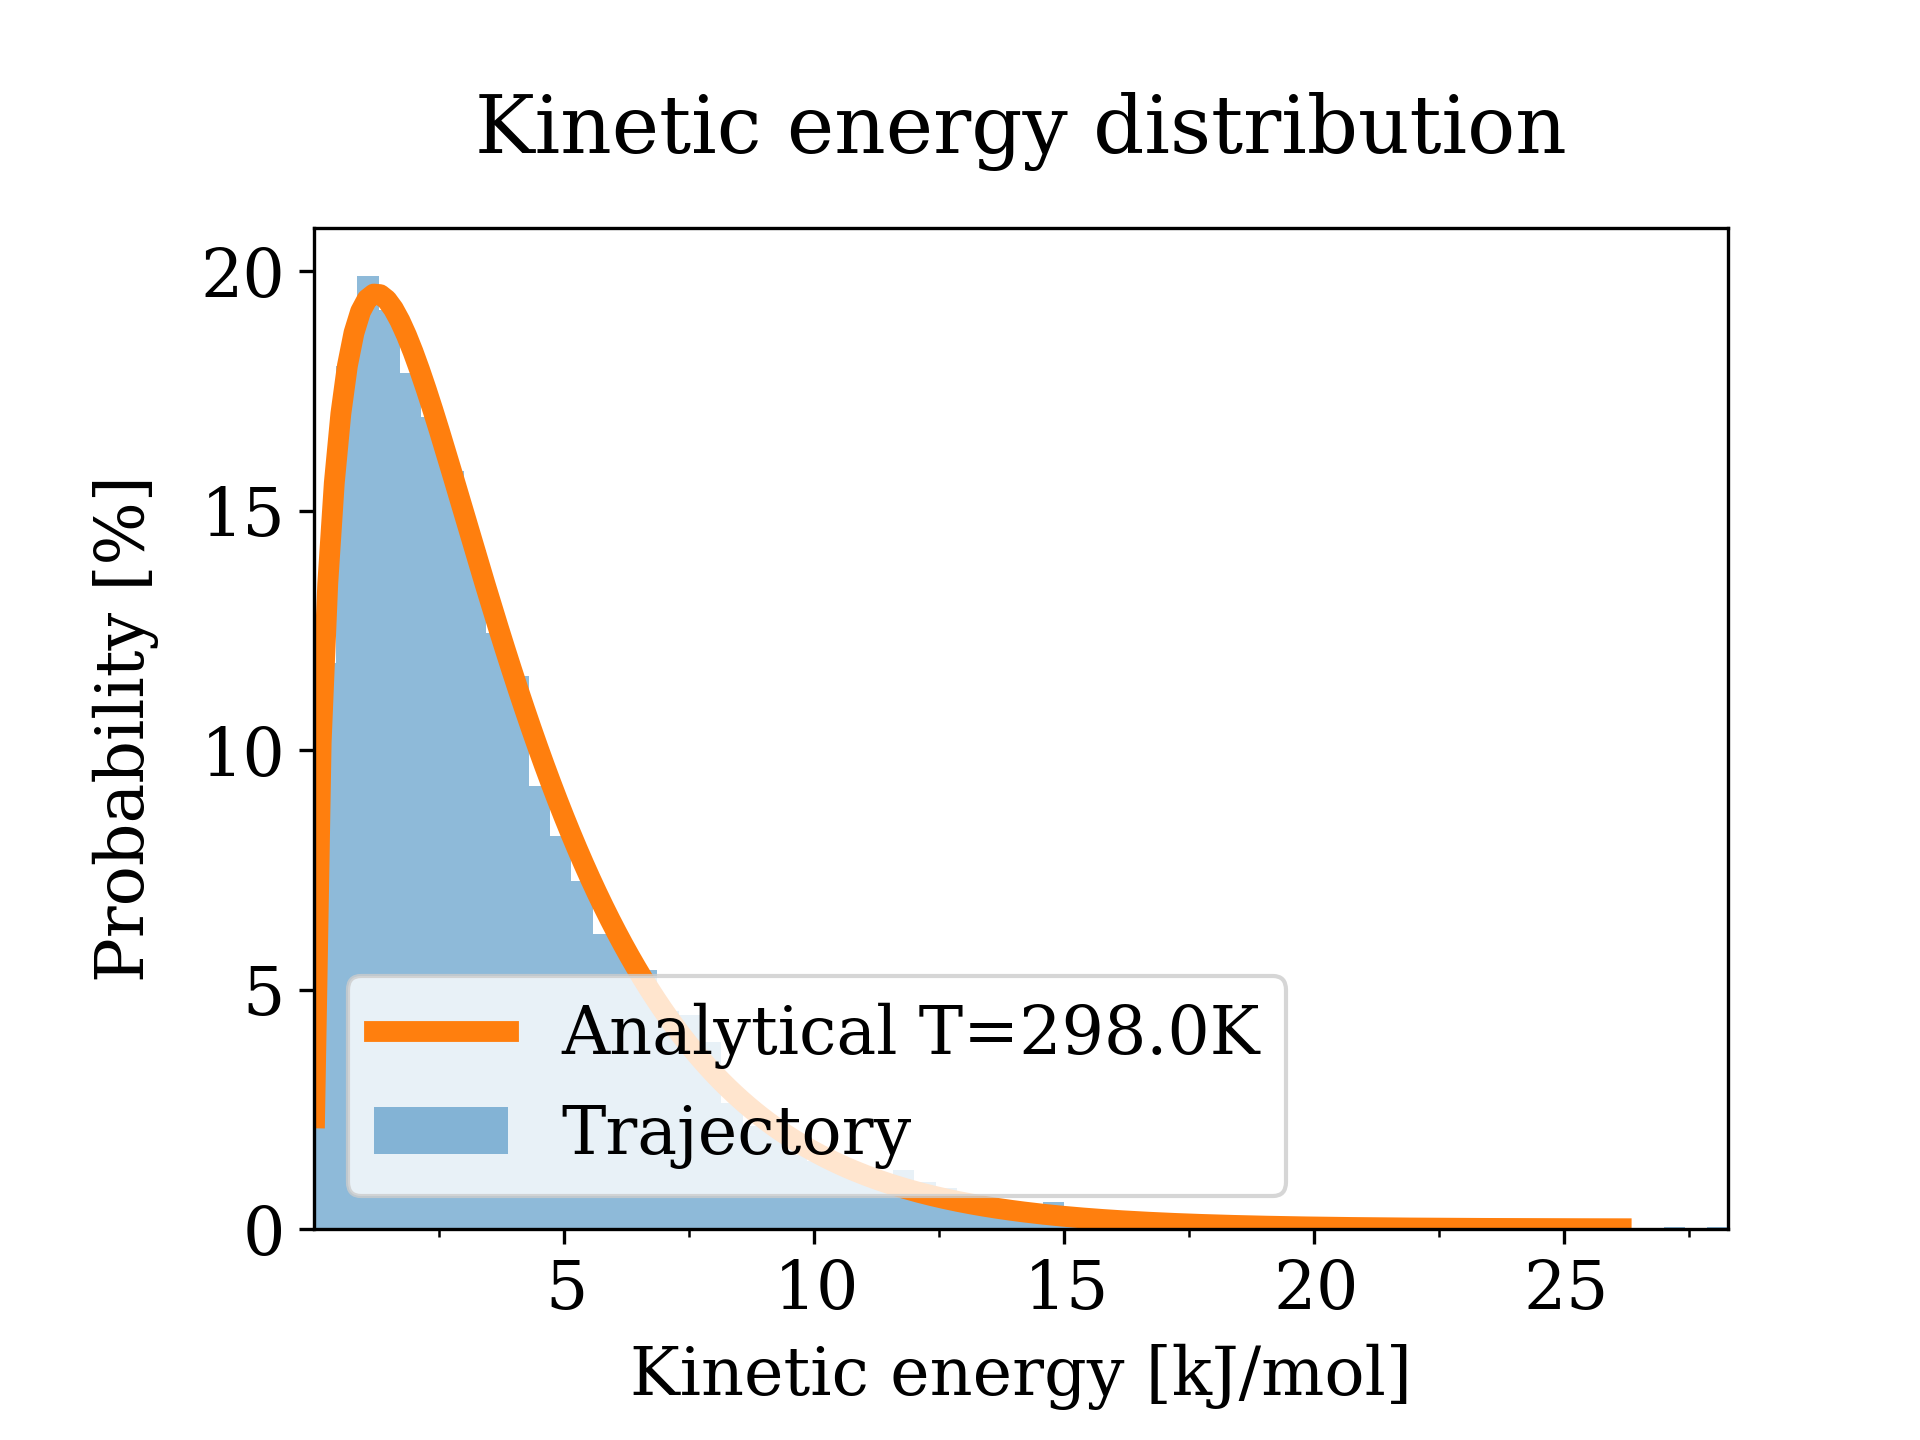 Kinetic energy distribution
20
15
10
5
0
Probability [%]
Analytical T=298.0K
Trajectory
5 10 15 20 25
Kinetic energy [kJ/mol]